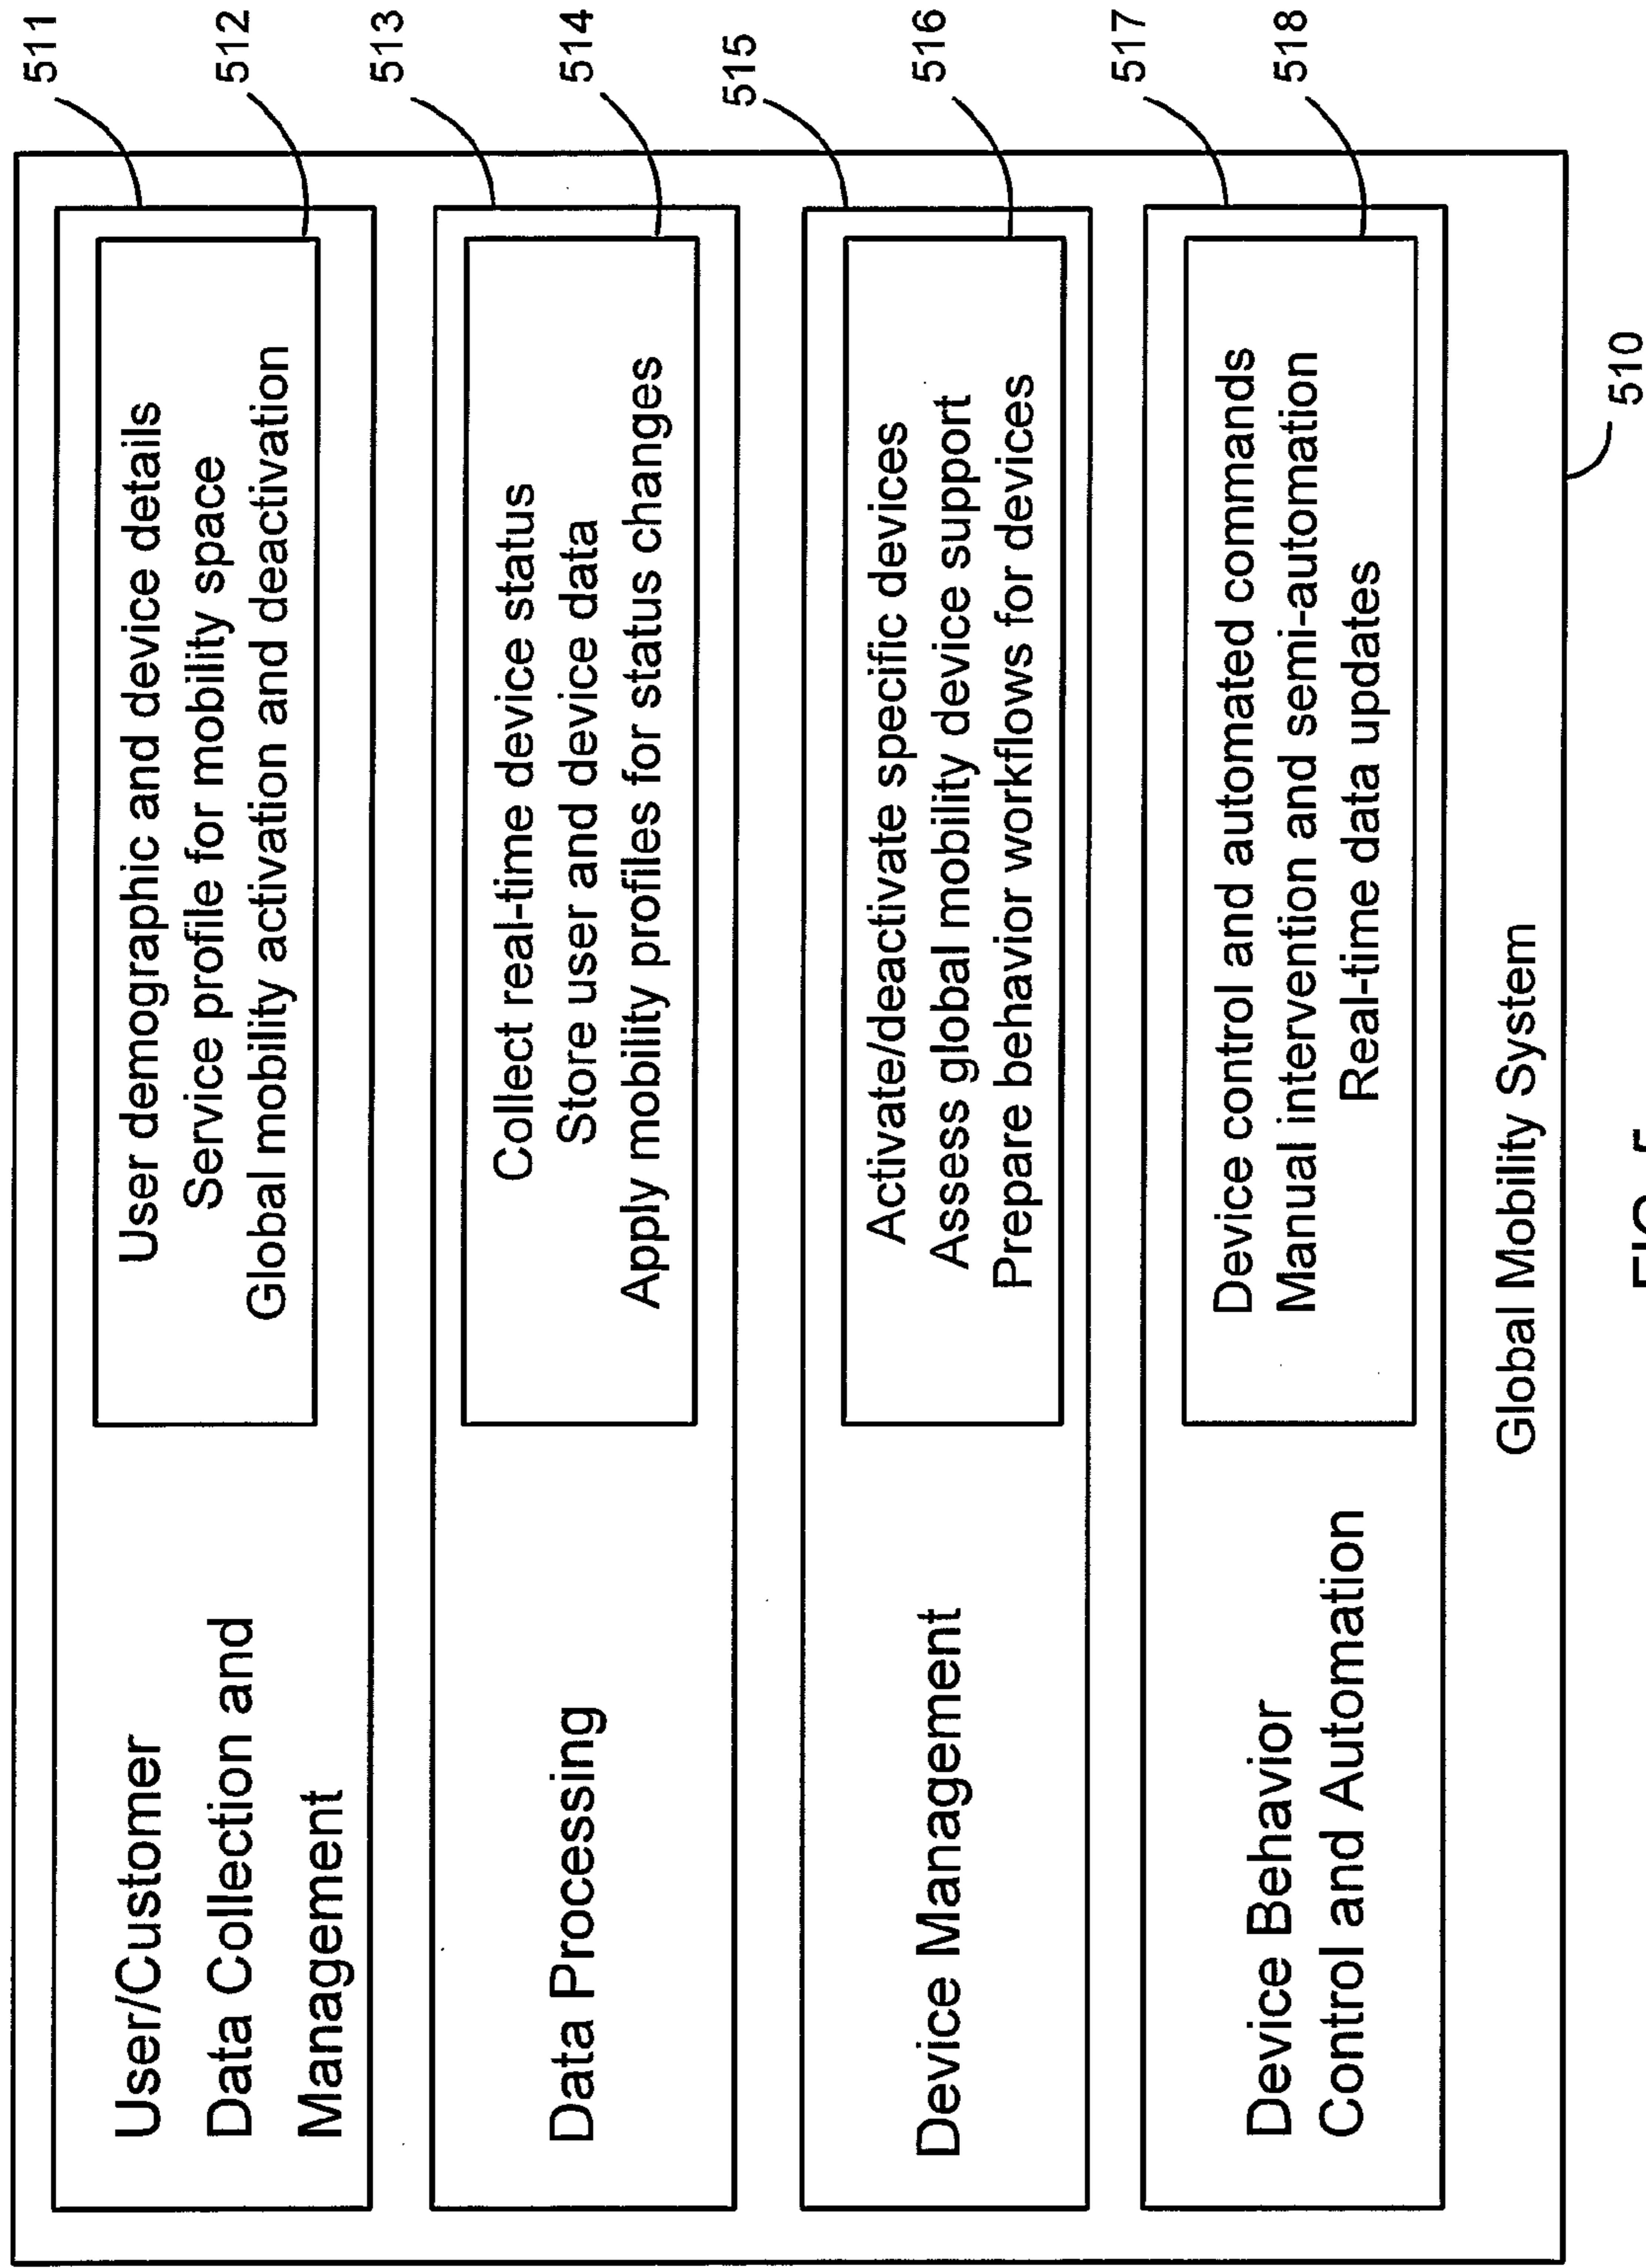 511
User/Customer
Data Collection and
Management
512
User demographic and device details
Service profile for mobility space
Global mobility activation and deactivation
513
Data Processing
514
Collect real-time device status
Store user and device data
Apply mobility profiles for status changes
515
Device Management
516
Activate/deactivate specific devices
Assess global mobility device support
Prepare behavior workflows for devices
517
Device Behavior
Control and Automation
518
Device control and automated commands
Manual intervention and semi-automation
Real-time data updates
Global Mobility System
510